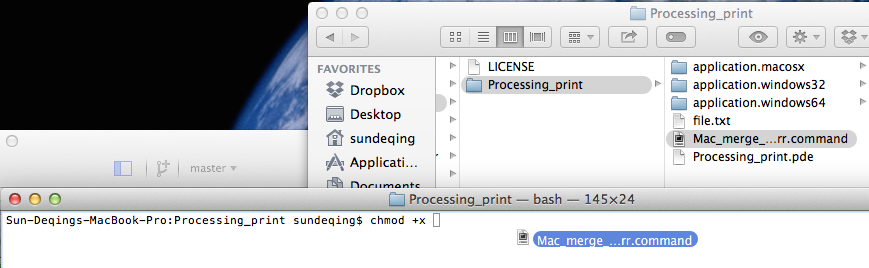 Processing_print
FAVORITES
Dropbox
Desktop
sundeqing
Applicati...
Documents
LICENSE
Processing_print
application.macosx
application.windows32
application.windows64
file.txt
Mac_merge_...rr.command
Processing_print.pde
master
Processing_print — bash — 145×24
Sun-Deqings-MacBook-Pro:Processing_print sundeqing$ chmod +x
Mac_merge_...rr.command